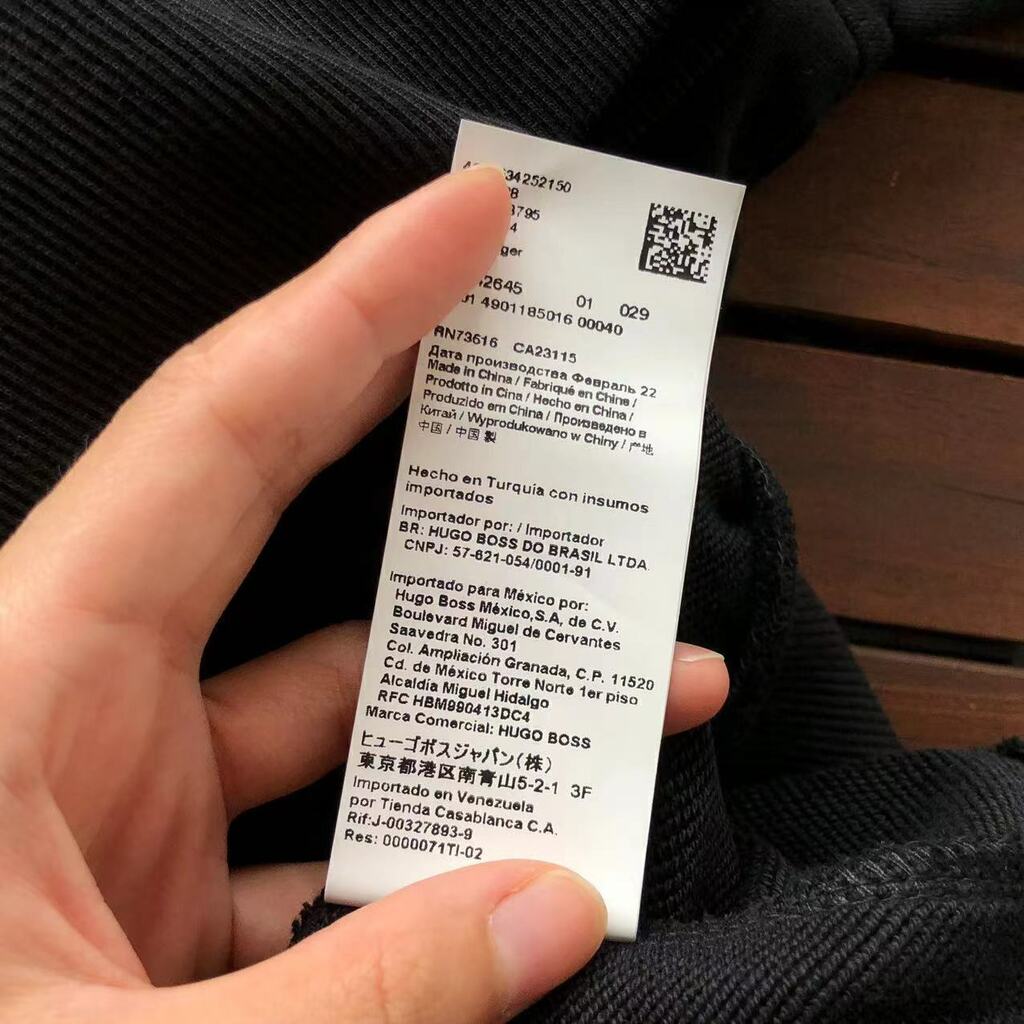 34252150
3795
2645 01 029
4901185016 00040
RN73616 CA23115
Дата производства Февраль 22
Made in China / Fabriqué en Chine /
Prodotto in Cina / Hecho en China /
Produzido em China / Произведено в
Китай / Wyprodukowano w Chiny / 产地
中国 / 中国 製
Hecho en Turquía con insumos
importados
Importador por: / Importador
BR: HUGO BOSS DO BRASIL LTDA.
CNPJ: 57-621-054/0001-91
Importado para México por:
Hugo Boss México,S.A, de C.V.
Boulevard Miguel de Cervantes
Saavedra No. 301
Col. Ampliación Granada, C.P. 11520
Cd. de México Torre Norte 1er piso
Alcaldía Miguel Hidalgo
RFC HBM990413DC4
Marca Comercial: HUGO BOSS
ヒューゴボスジャパン(株)
東京都港区南青山5-2-1 3F
Importado en Venezuela
por Tienda Casablanca C.A.
Rif:J-00327893-9
Res: 0000071TI-02